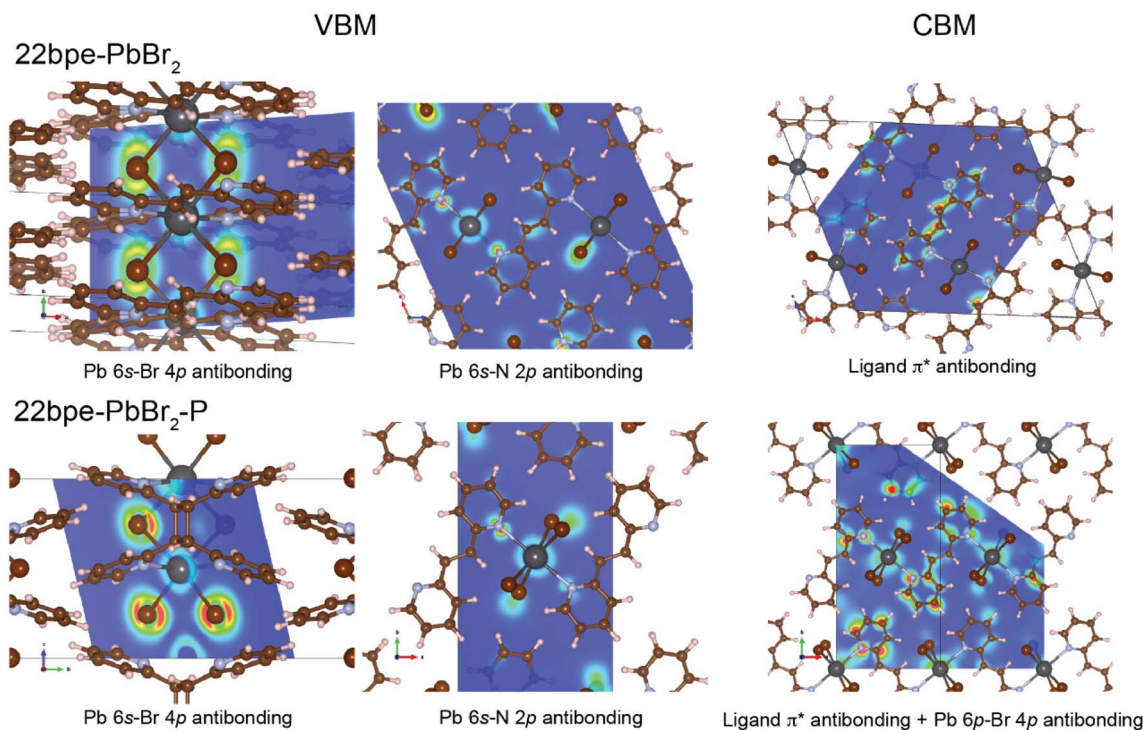 VBM
CBM
22bpe-PbBr₂
Pb 6s-Br 4p antibonding
Pb 6s-N 2p antibonding
Ligand π* antibonding
22bpe-PbBr₂-P
Pb 6s-Br 4p antibonding
Pb 6s-N 2p antibonding
Ligand π* antibonding + Pb 6p-Br 4p antibonding